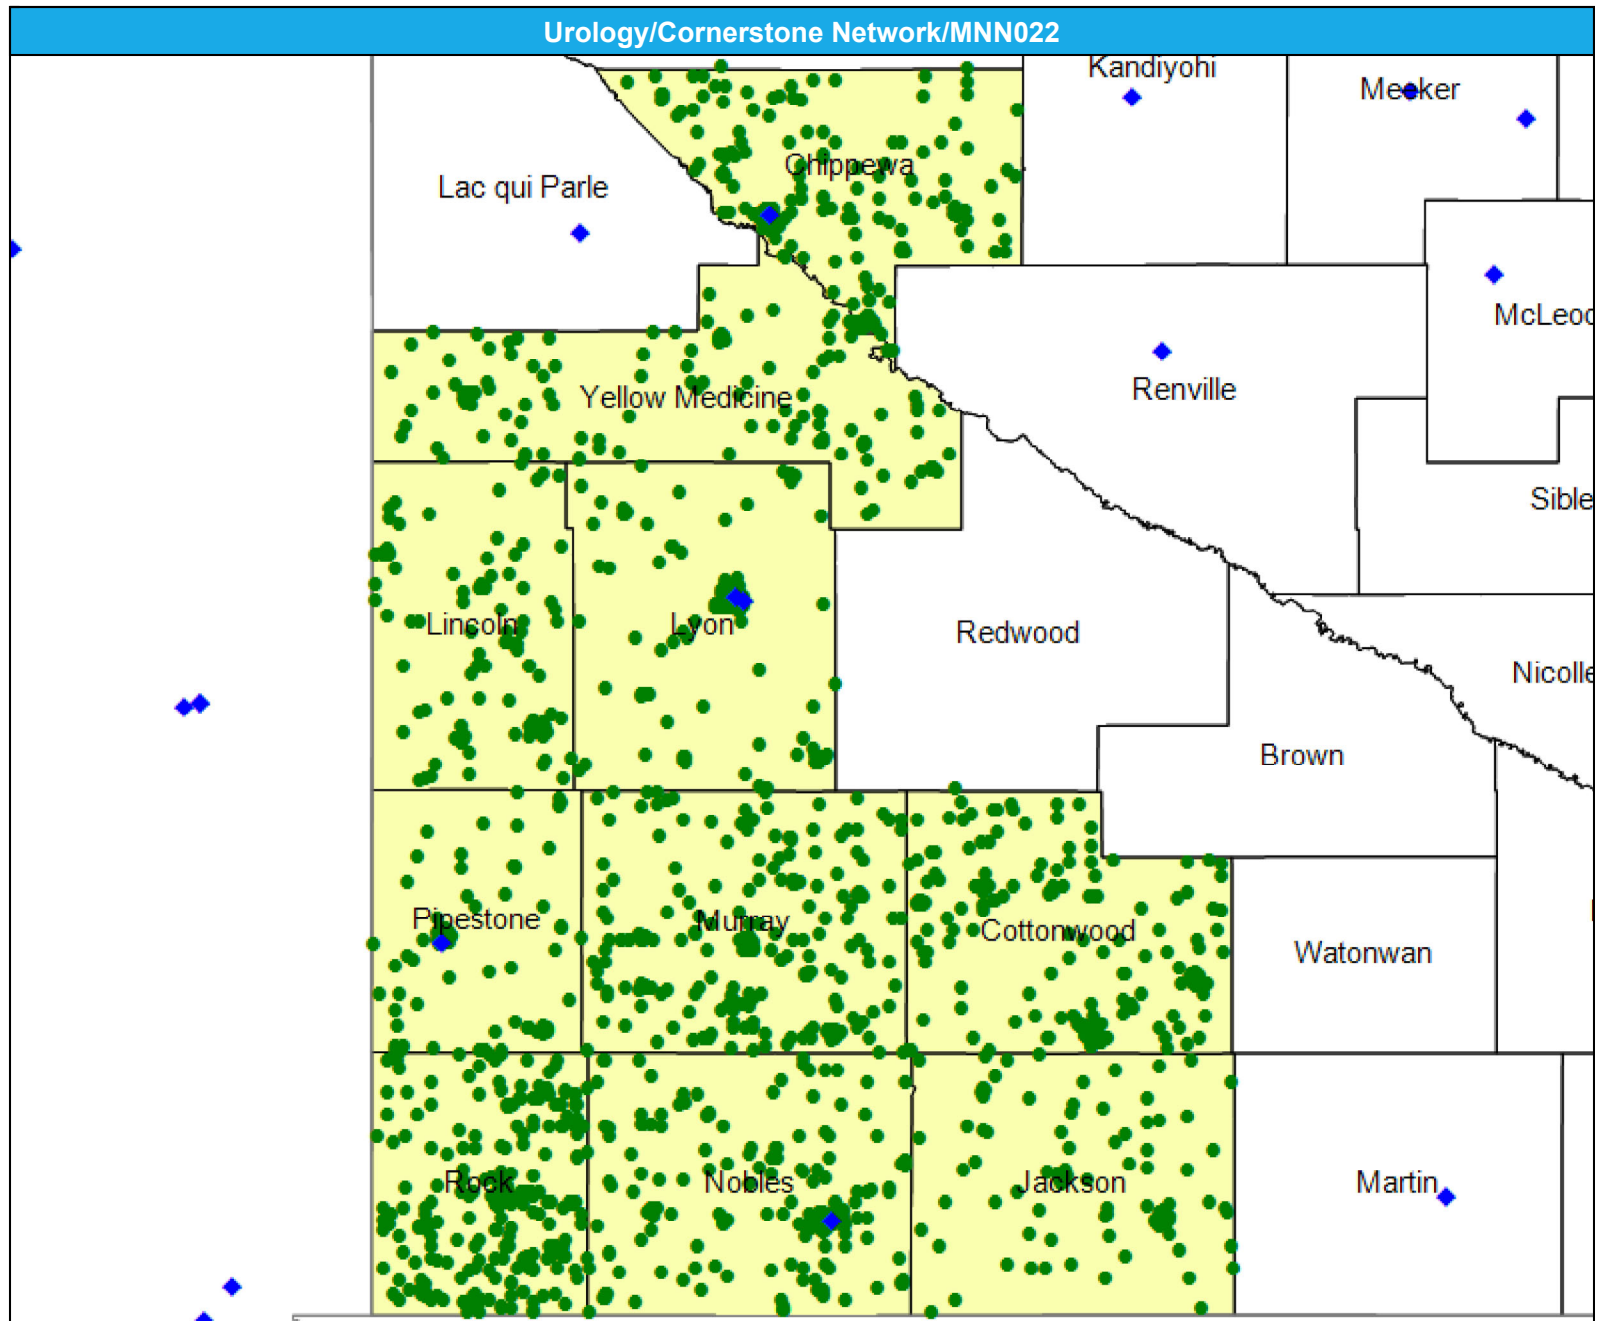 Urology/Cornerstone Network/MNN022
Kandiyohi
Meeker
Chippewa
Lac qui Parle
McLeod
Renville
Yellow Medicine
Sible
Lincoln
Lyon
Redwood
Nicolle
Brown
Pipestone
Murray
Cottonwood
Watonwan
Rock
Nobles
Jackson
Martin